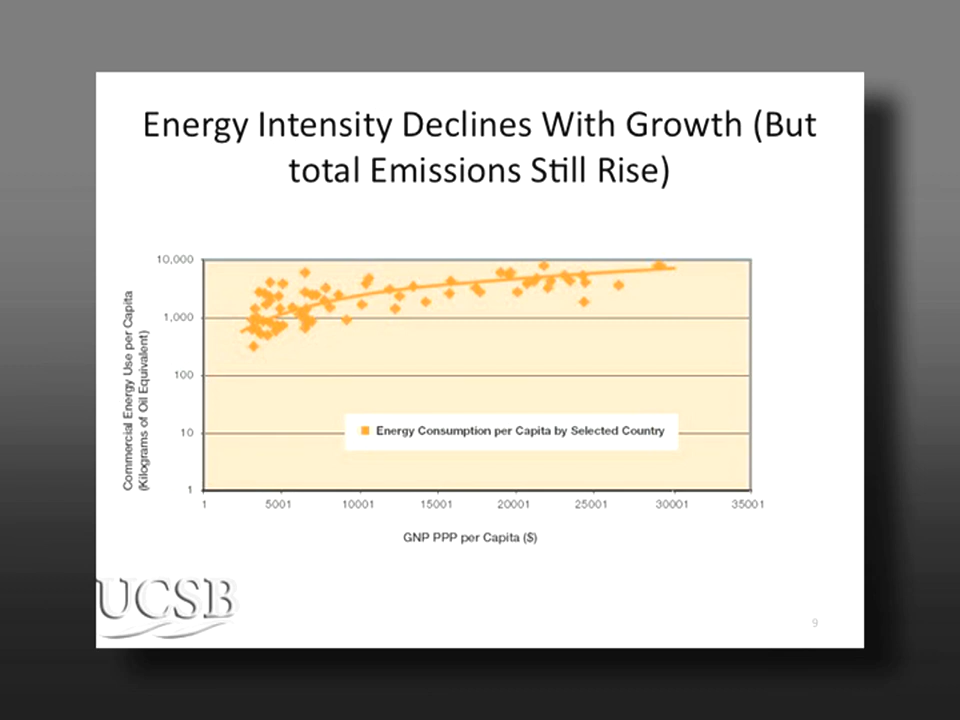 Energy Intensity Declines With Growth (But
total Emissions Still Rise)
10,000
1,000
100
10
1
Commercial Energy Use per Capita
(Kilograms of Oil Equivalent)
Energy Consumption per Capita by Selected Country
1 5001 10001 15001 20001 25001 30001 35001
GNP PPP per Capita ($)
UCSB
9